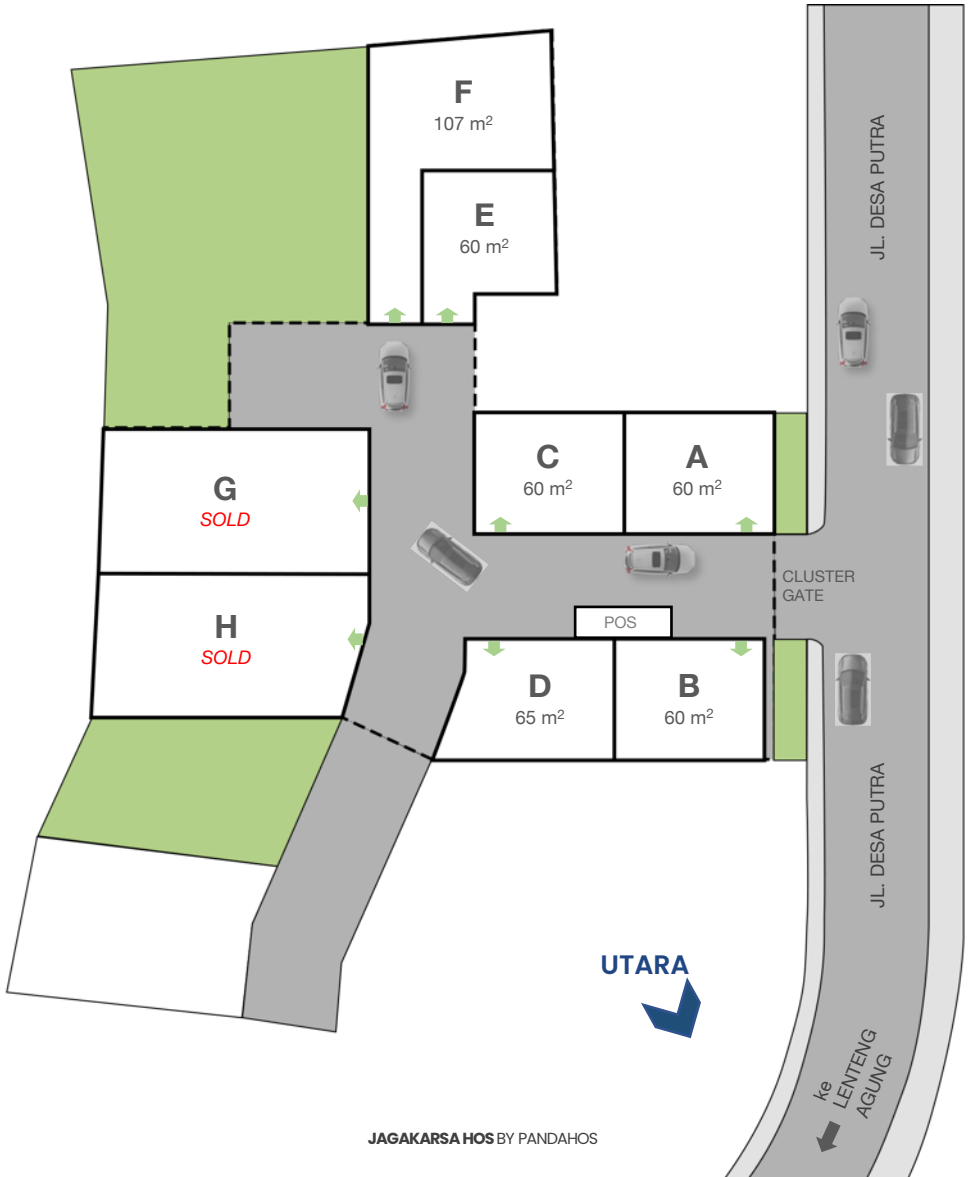 F
107 m²
E
60 m²
JL. DESA PUTRA
C
60 m²
A
60 m²
G
SOLD
CLUSTER
GATE
H
SOLD
POS
D
65 m²
B
60 m²
JL. DESA PUTRA
UTARA
ke
LENTENG
AGUNG
JAGAKARSA HOS BY PANDAHOS